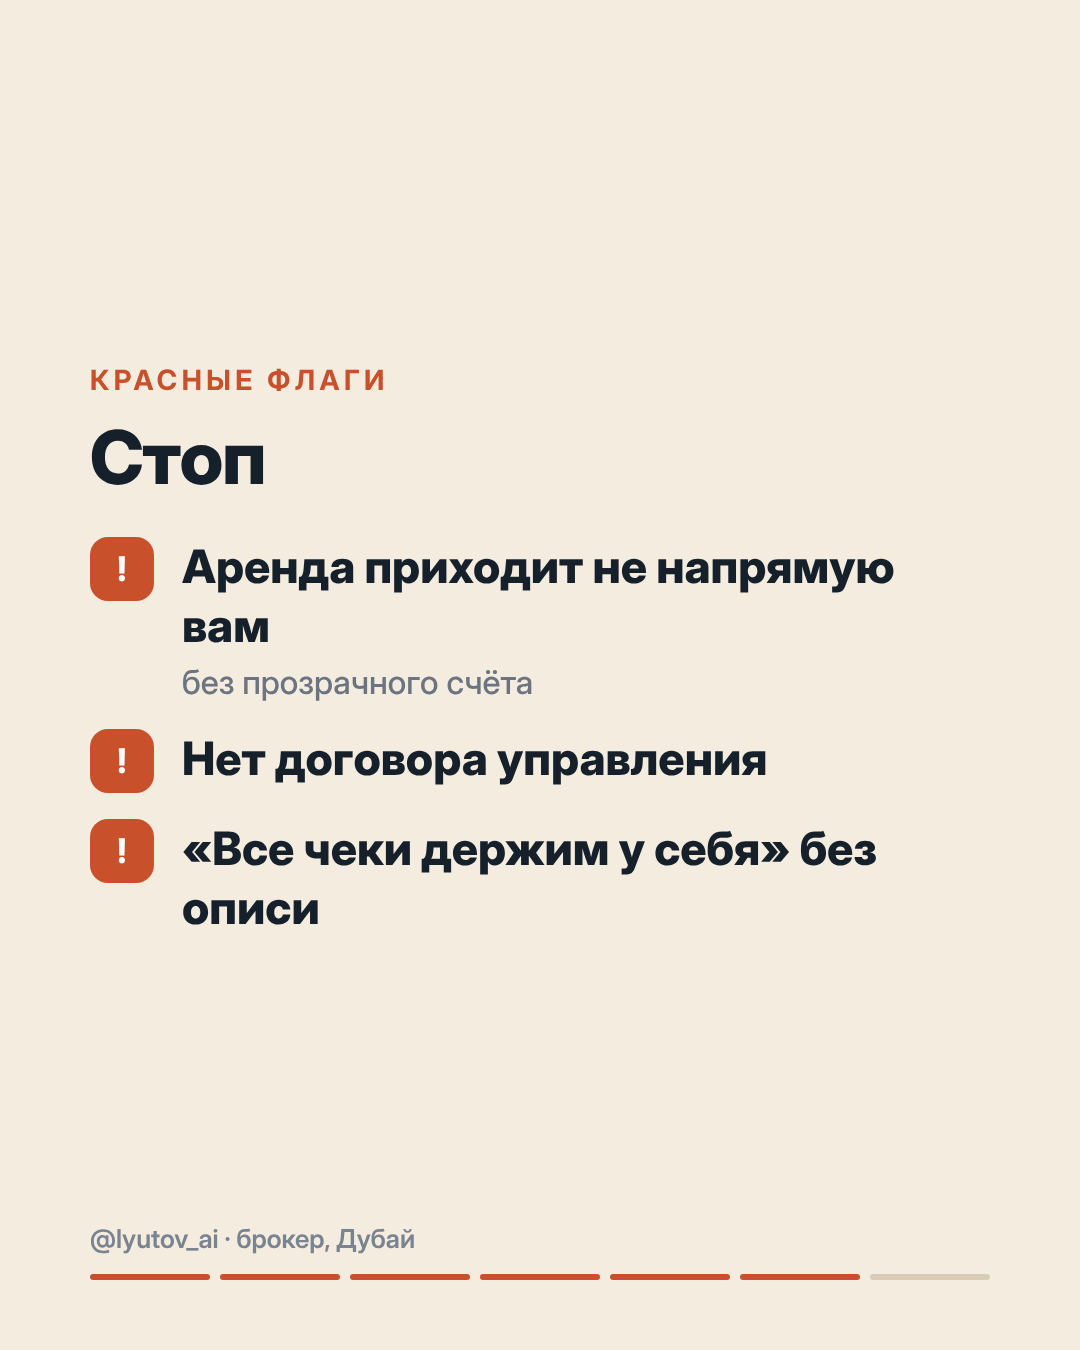 КРАСНЫЕ ФЛАГИ
Стоп
! Аренда приходит не напрямую
вам
без прозрачного счёта
! Нет договора управления
! «Все чеки держим у себя» без
описи
@lyutov_ai · брокер, Дубай